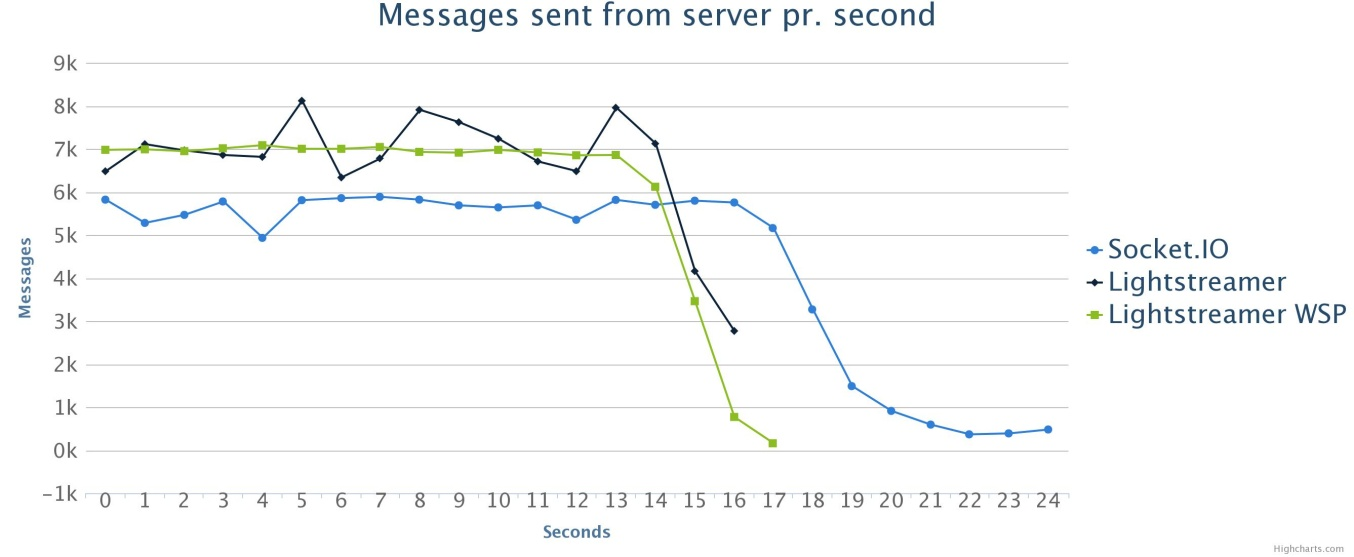 Messages sent from server pr. second
9k
8k
7k
6k
5k
4k
3k
2k
1k
0k
-1k
Messages
0 1 2 3 4 5 6 7 8 9 10 11 12 13 14 15 16 17 18 19 20 21 22 23 24
Seconds
Socket.IO
Lightstreamer
Lightstreamer WSP
Highcharts.com